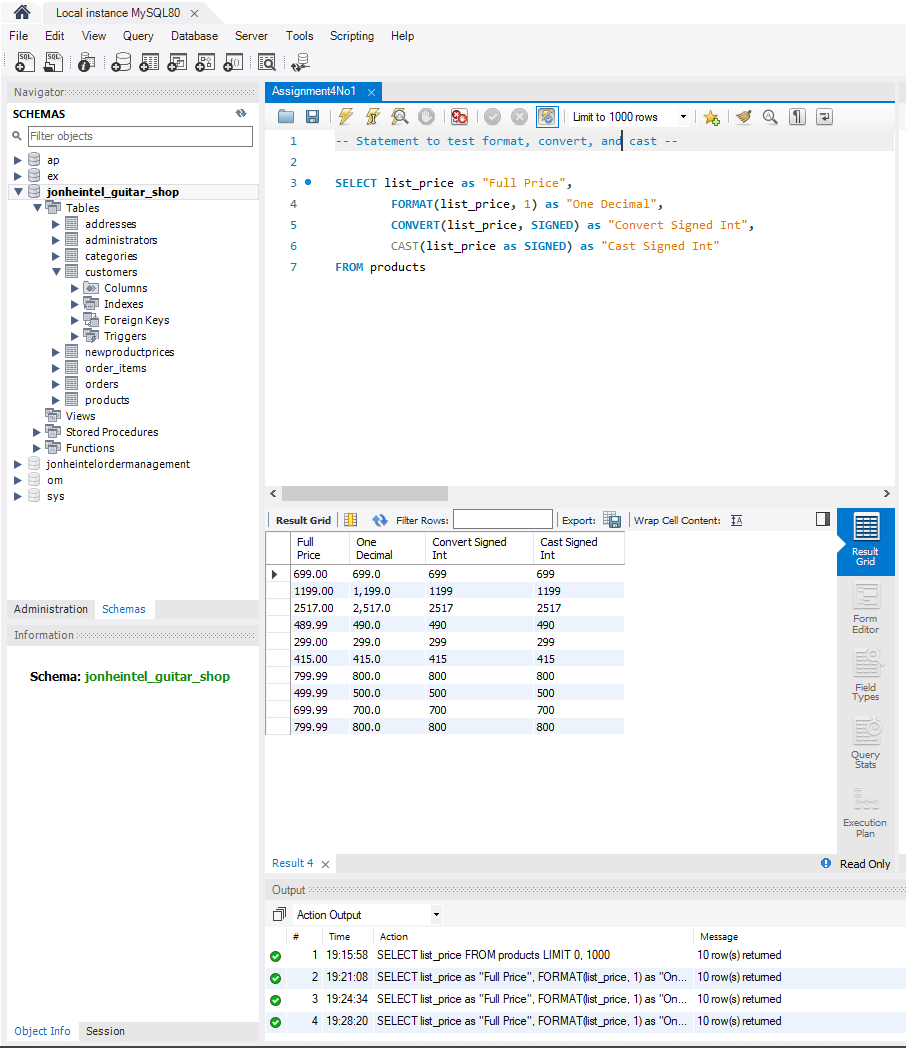 Local instance MySQL80
File Edit View Query Database Server Tools Scripting Help
Navigator
SCHEMAS
Filter objects
ap
ex
jonheintel_guitar_shop
Tables
addresses
administrators
categories
customers
Columns
Indexes
Foreign Keys
Triggers
newproductprices
order_items
orders
products
Views
Stored Procedures
Functions
jonheintelordermanagement
om
sys
Administration Schemas
Information
Schema: jonheintel_guitar_shop
Object Info Session
Assignment4No1
Limit to 1000 rows
1 -- Statement to test format, convert, and cast --
2
3 SELECT list_price as "Full Price",
4 FORMAT(list_price, 1) as "One Decimal",
5 CONVERT(list_price, SIGNED) as "Convert Signed Int",
6 CAST(list_price as SIGNED) as "Cast Signed Int"
7 FROM products
Result Grid Filter Rows: Export: Wrap Cell Content:
Full Price One Decimal Convert Signed Int Cast Signed Int
699.00 699.0 699 699
1199.00 1,199.0 1199 1199
2517.00 2,517.0 2517 2517
489.99 490.0 490 490
299.00 299.0 299 299
415.00 415.0 415 415
799.99 800.0 800 800
499.99 500.0 500 500
699.99 700.0 700 700
799.99 800.0 800 800
Result Grid
Form Editor
Field Types
Query Stats
Execution Plan
Result 4 Read Only
Output
Action Output
# Time Action Message
1 19:15:58 SELECT list_price FROM products LIMIT 0, 1000 10 row(s) returned
2 19:21:08 SELECT list_price as "Full Price", FORMAT(list_price, 1) as "On... 10 row(s) returned
3 19:24:34 SELECT list_price as "Full Price", FORMAT(list_price, 1) as "On... 10 row(s) returned
4 19:28:20 SELECT list_price as "Full Price", FORMAT(list_price, 1) as "On... 10 row(s) returned